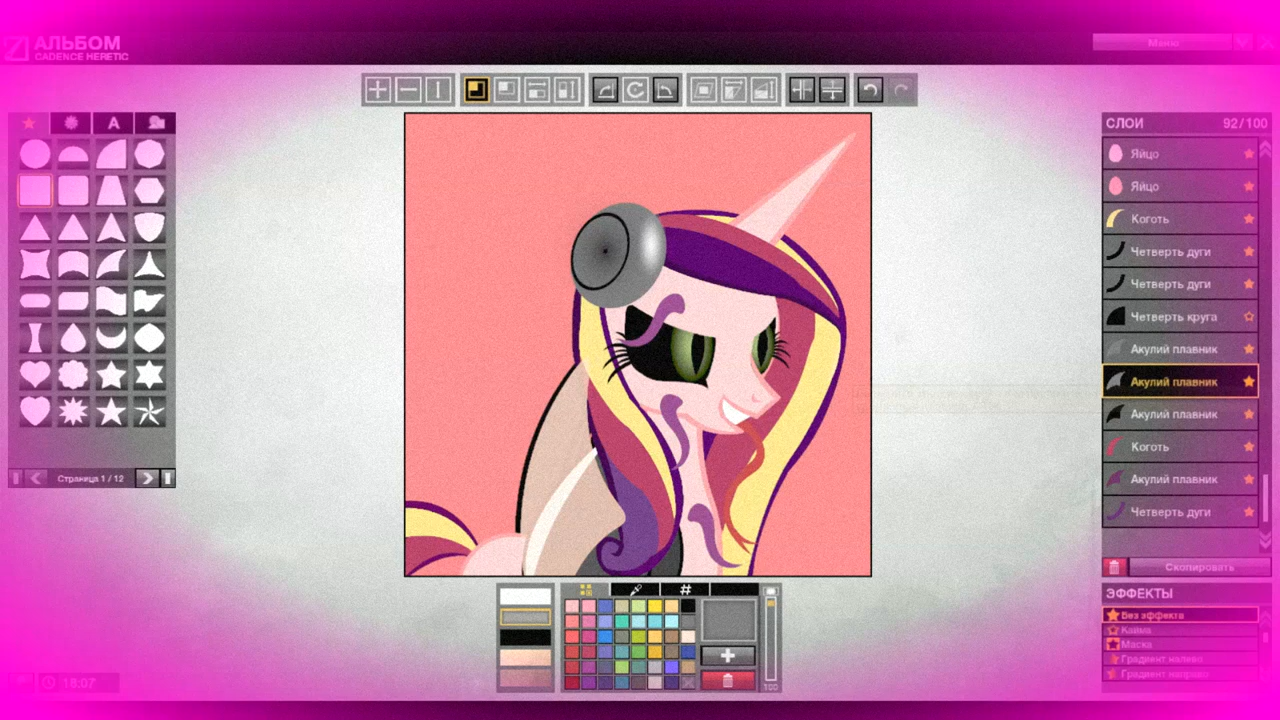 АЛЬБОМ
CADENCE HERETIC
Меню
A
СЛОИ 92/100
Яйцо
Яйцо
Коготь
Четверть дуги
Четверть дуги
Четверть круга
Акулий плавник
Акулий плавник
Акулий плавник
Коготь
Акулий плавник
Четверть дуги
Страница 1 / 12
Скопировать
ЭФФЕКТЫ
Без эффекта
Кайма
Маска
Градиент налево
Градиент направо
#
100
18:07